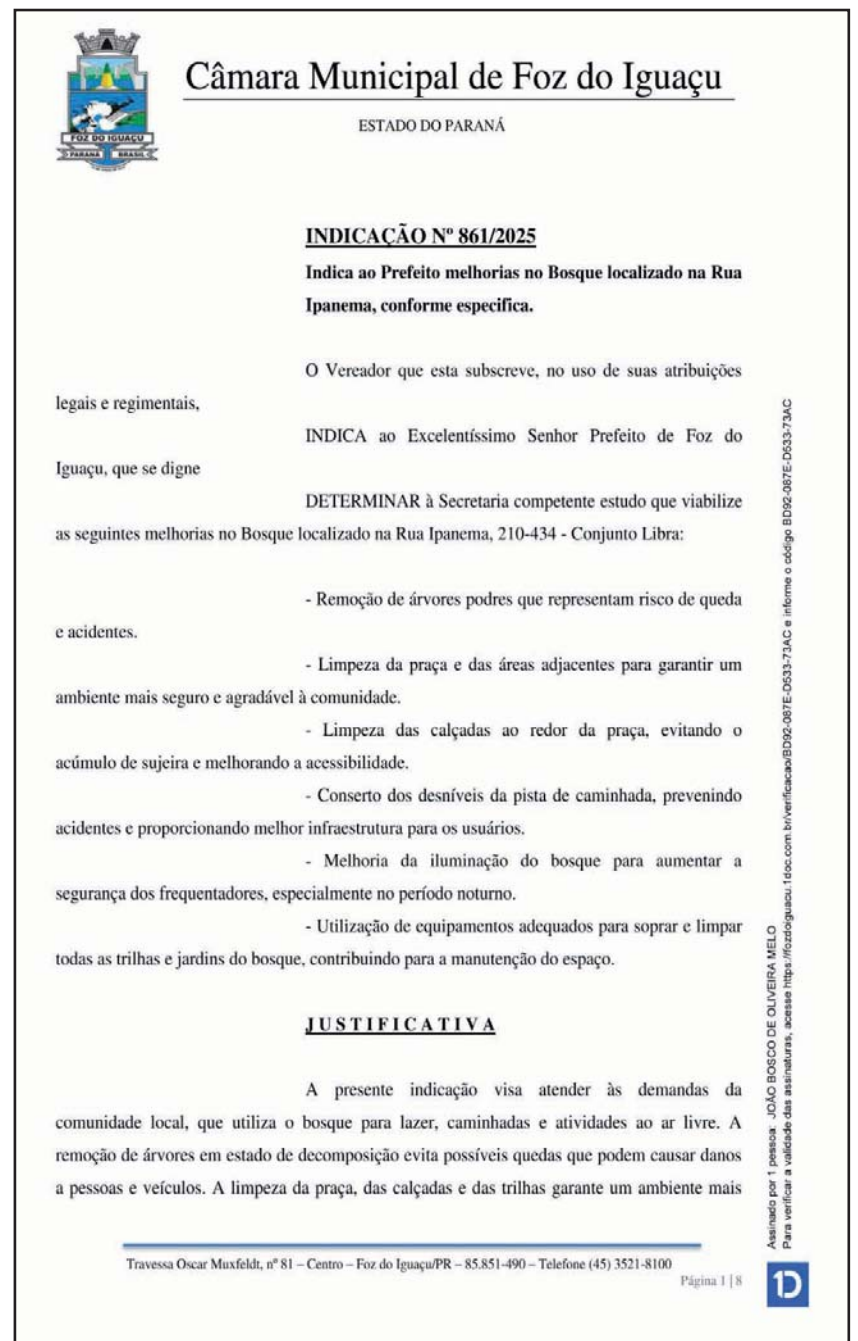 Câmara Municipal de Foz do Iguaçu
ESTADO DO PARANÁ
FOZ DO IGUAÇU
PARANÁ BRASIL
INDICAÇÃO Nº 861/2025
Indica ao Prefeito melhorias no Bosque localizado na Rua
Ipanema, conforme especifica.
O Vereador que esta subscreve, no uso de suas atribuições
legais e regimentais,
INDICA ao Excelentíssimo Senhor Prefeito de Foz do
Iguaçu, que se digne
DETERMINAR à Secretaria competente estudo que viabilize
as seguintes melhorias no Bosque localizado na Rua Ipanema, 210-434 - Conjunto Libra:
- Remoção de árvores podres que representam risco de queda
e acidentes.
- Limpeza da praça e das áreas adjacentes para garantir um
ambiente mais seguro e agradável à comunidade.
- Limpeza das calçadas ao redor da praça, evitando o
acúmulo de sujeira e melhorando a acessibilidade.
- Conserto dos desníveis da pista de caminhada, prevenindo
acidentes e proporcionando melhor infraestrutura para os usuários.
- Melhoria da iluminação do bosque para aumentar a
segurança dos frequentadores, especialmente no período noturno.
- Utilização de equipamentos adequados para soprar e limpar
todas as trilhas e jardins do bosque, contribuindo para a manutenção do espaço.
JUSTIFICATIVA
A presente indicação visa atender às demandas da
comunidade local, que utiliza o bosque para lazer, caminhadas e atividades ao ar livre. A
remoção de árvores em estado de decomposição evita possíveis quedas que podem causar danos
a pessoas e veículos. A limpeza da praça, das calçadas e das trilhas garante um ambiente mais
Travessa Oscar Muxfeldt, nº 81 – Centro – Foz do Iguaçu/PR – 85.851-490 – Telefone (45) 3521-8100
Página 1 | 8
Assinado por 1 pessoa: JOÃO BOSCO DE OLIVEIRA MELO
Para verificar a validade das assinaturas, acesse https://fozdoiguacu.1doc.com.br/verificacao/BD92-087E-D533-73AC e informe o código BD92-087E-D533-73AC
1D